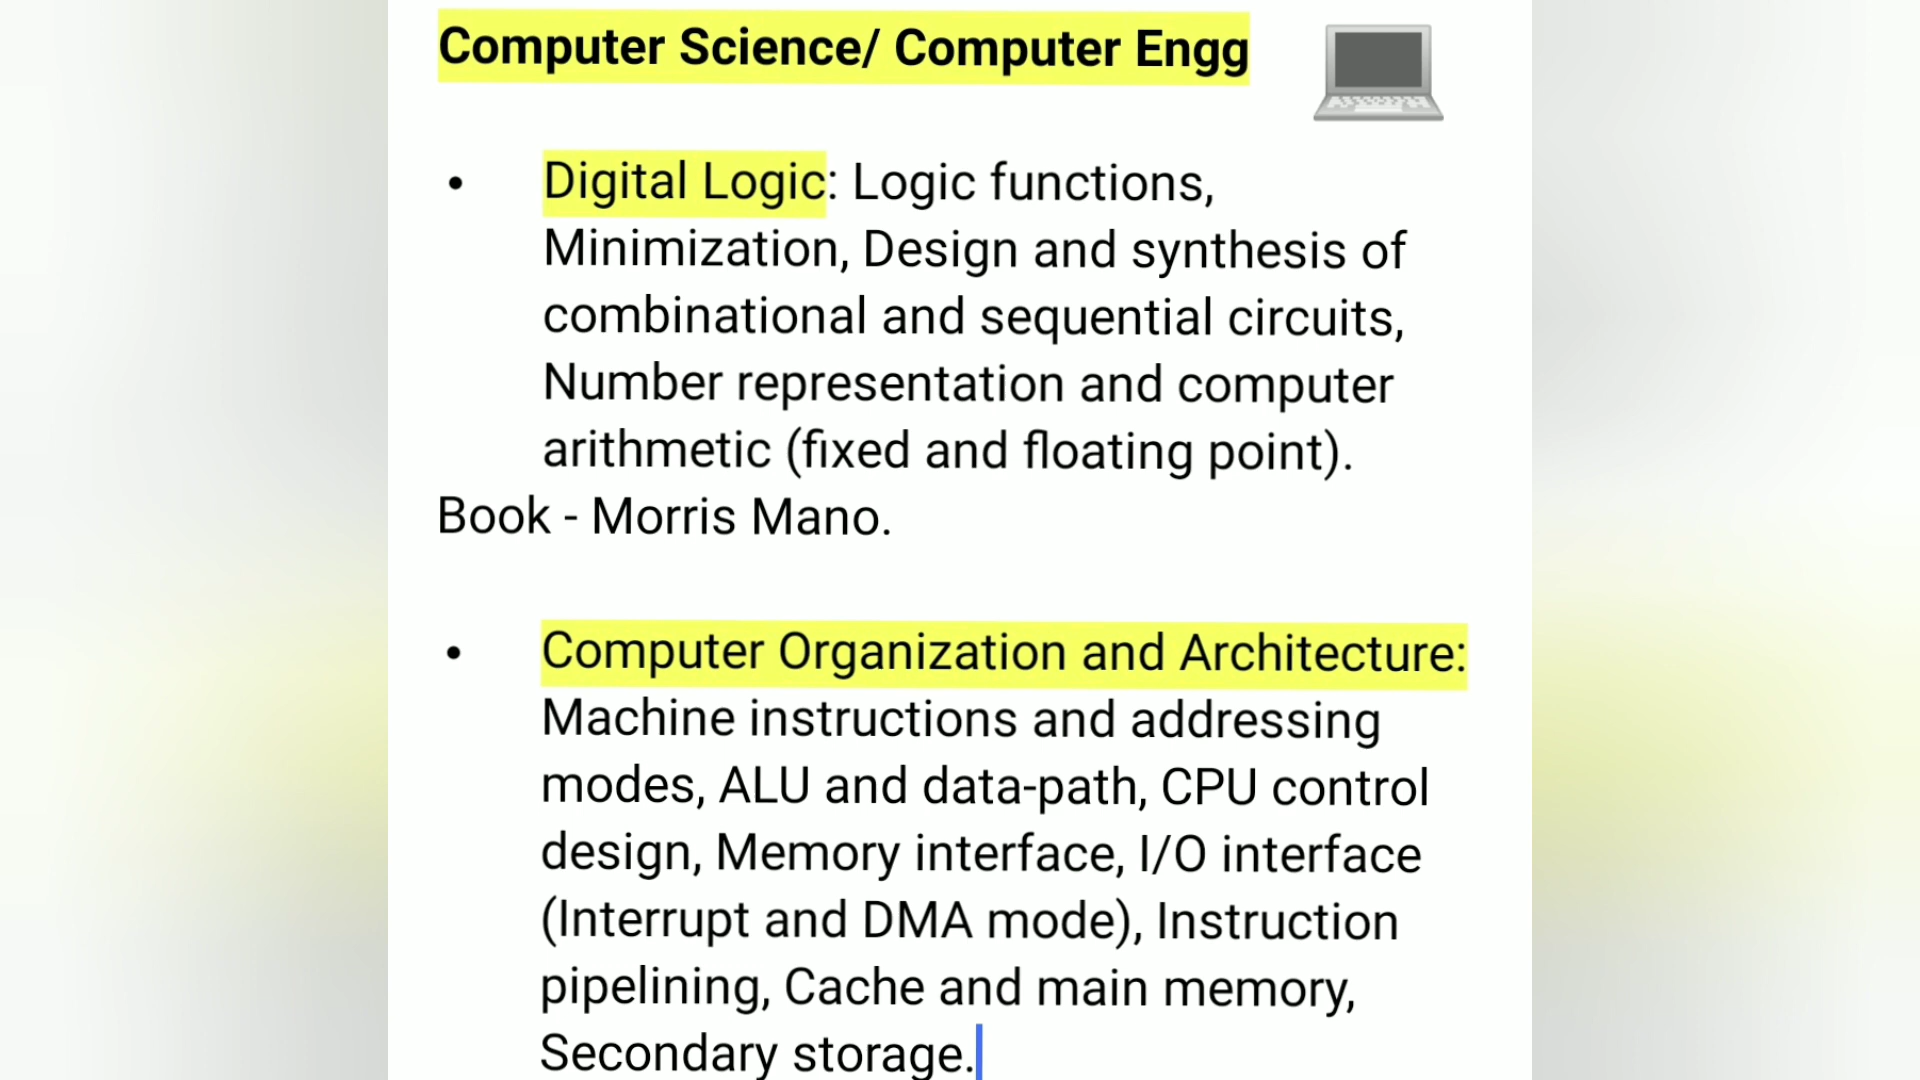 Computer Science/ Computer Engg
• Digital Logic: Logic functions,
Minimization, Design and synthesis of
combinational and sequential circuits,
Number representation and computer
arithmetic (fixed and floating point).
Book - Morris Mano.
• Computer Organization and Architecture:
Machine instructions and addressing
modes, ALU and data-path, CPU control
design, Memory interface, I/O interface
(Interrupt and DMA mode), Instruction
pipelining, Cache and main memory,
Secondary storage.